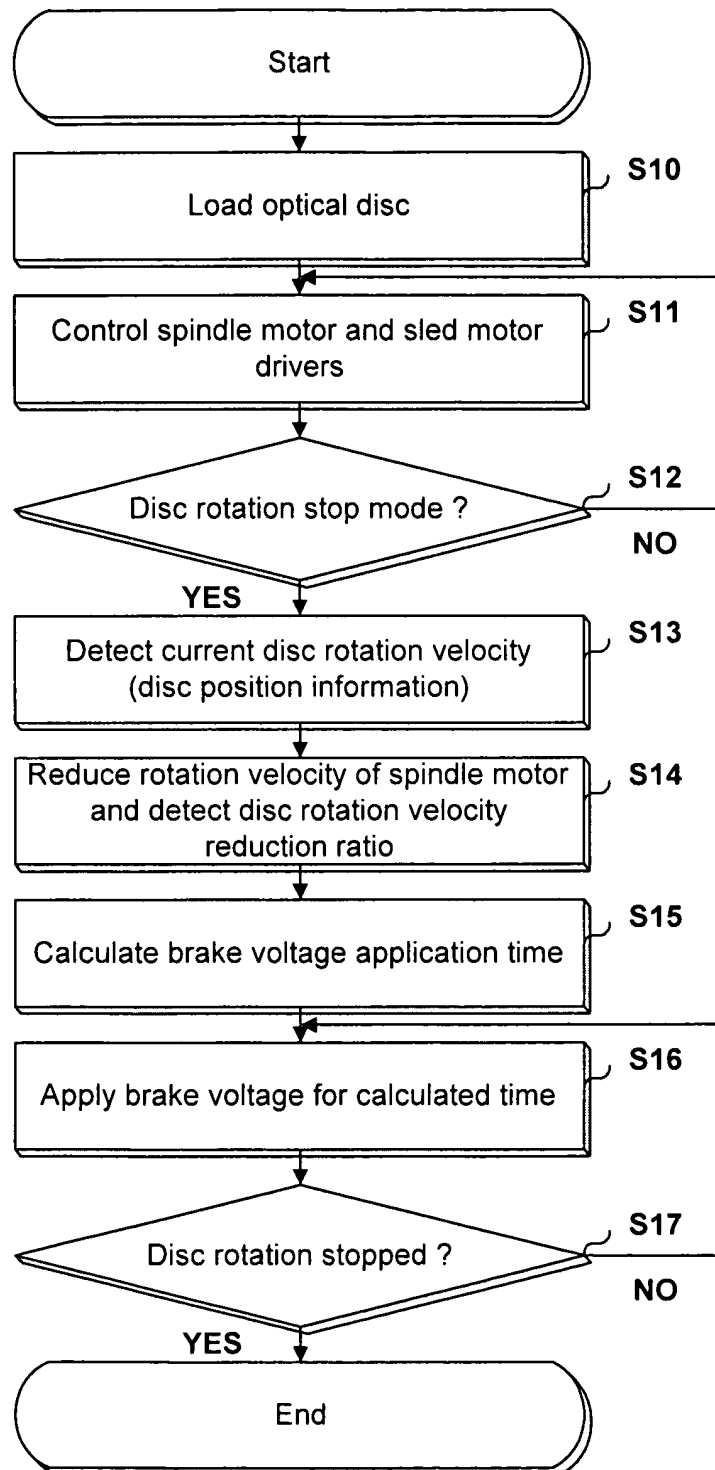 Start
S10
Load optical disc
S11
Control spindle motor and sled motor
drivers
S12
Disc rotation stop mode ?
NO
YES
S13
Detect current disc rotation velocity
(disc position information)
S14
Reduce rotation velocity of spindle motor
and detect disc rotation velocity
reduction ratio
S15
Calculate brake voltage application time
S16
Apply brake voltage for calculated time
S17
Disc rotation stopped ?
NO
YES
End